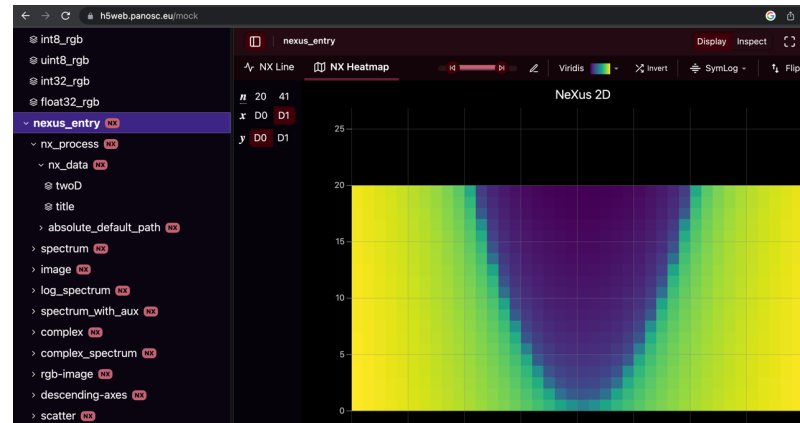 h5web.panosc.eu/mock
int8_rgb
uint8_rgb
int32_rgb
float32_rgb
nexus_entry NX
nx_process NX
nx_data NX
twoD
title
absolute_default_path NX
spectrum NX
image NX
log_spectrum NX
spectrum_with_aux NX
complex NX
complex_spectrum NX
rgb-image NX
descending-axes NX
scatter NX
nexus_entry
Display Inspect
NX Line NX Heatmap Viridis Invert SymLog Flip
n 20 41
x D0 D1
y D0 D1
NeXus 2D
25
20
15
10
5
0